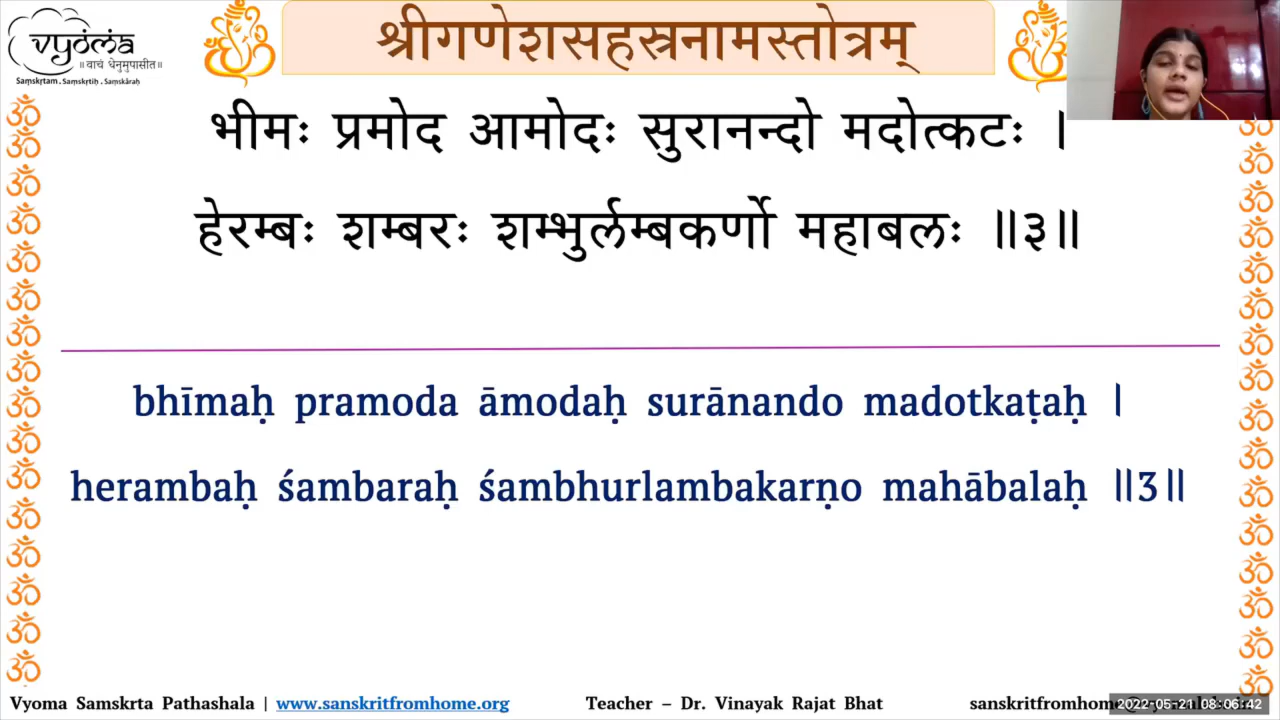 vyoma
॥वाचं धेनुमुपासीत॥
Saṃskṛtam . Saṃskṛtiḥ . Saṃskāraḥ
श्रीगणेशसहस्रनामस्तोत्रम्
भीमः प्रमोद आमोदः सुरानन्दो मदोत्कटः ।
हेरम्बः शम्बरः शम्भुर्लम्बकर्णो महाबलः ॥३॥
bhīmaḥ pramoda āmodaḥ surānando madotkaṭaḥ |
herambaḥ śambaraḥ śambhurlambakarṇo mahābalaḥ ||3||
Vyoma Samskrta Pathashala | www.sanskritfromhome.org Teacher – Dr. Vinayak Rajat Bhat
2022-05-21 08:06:42